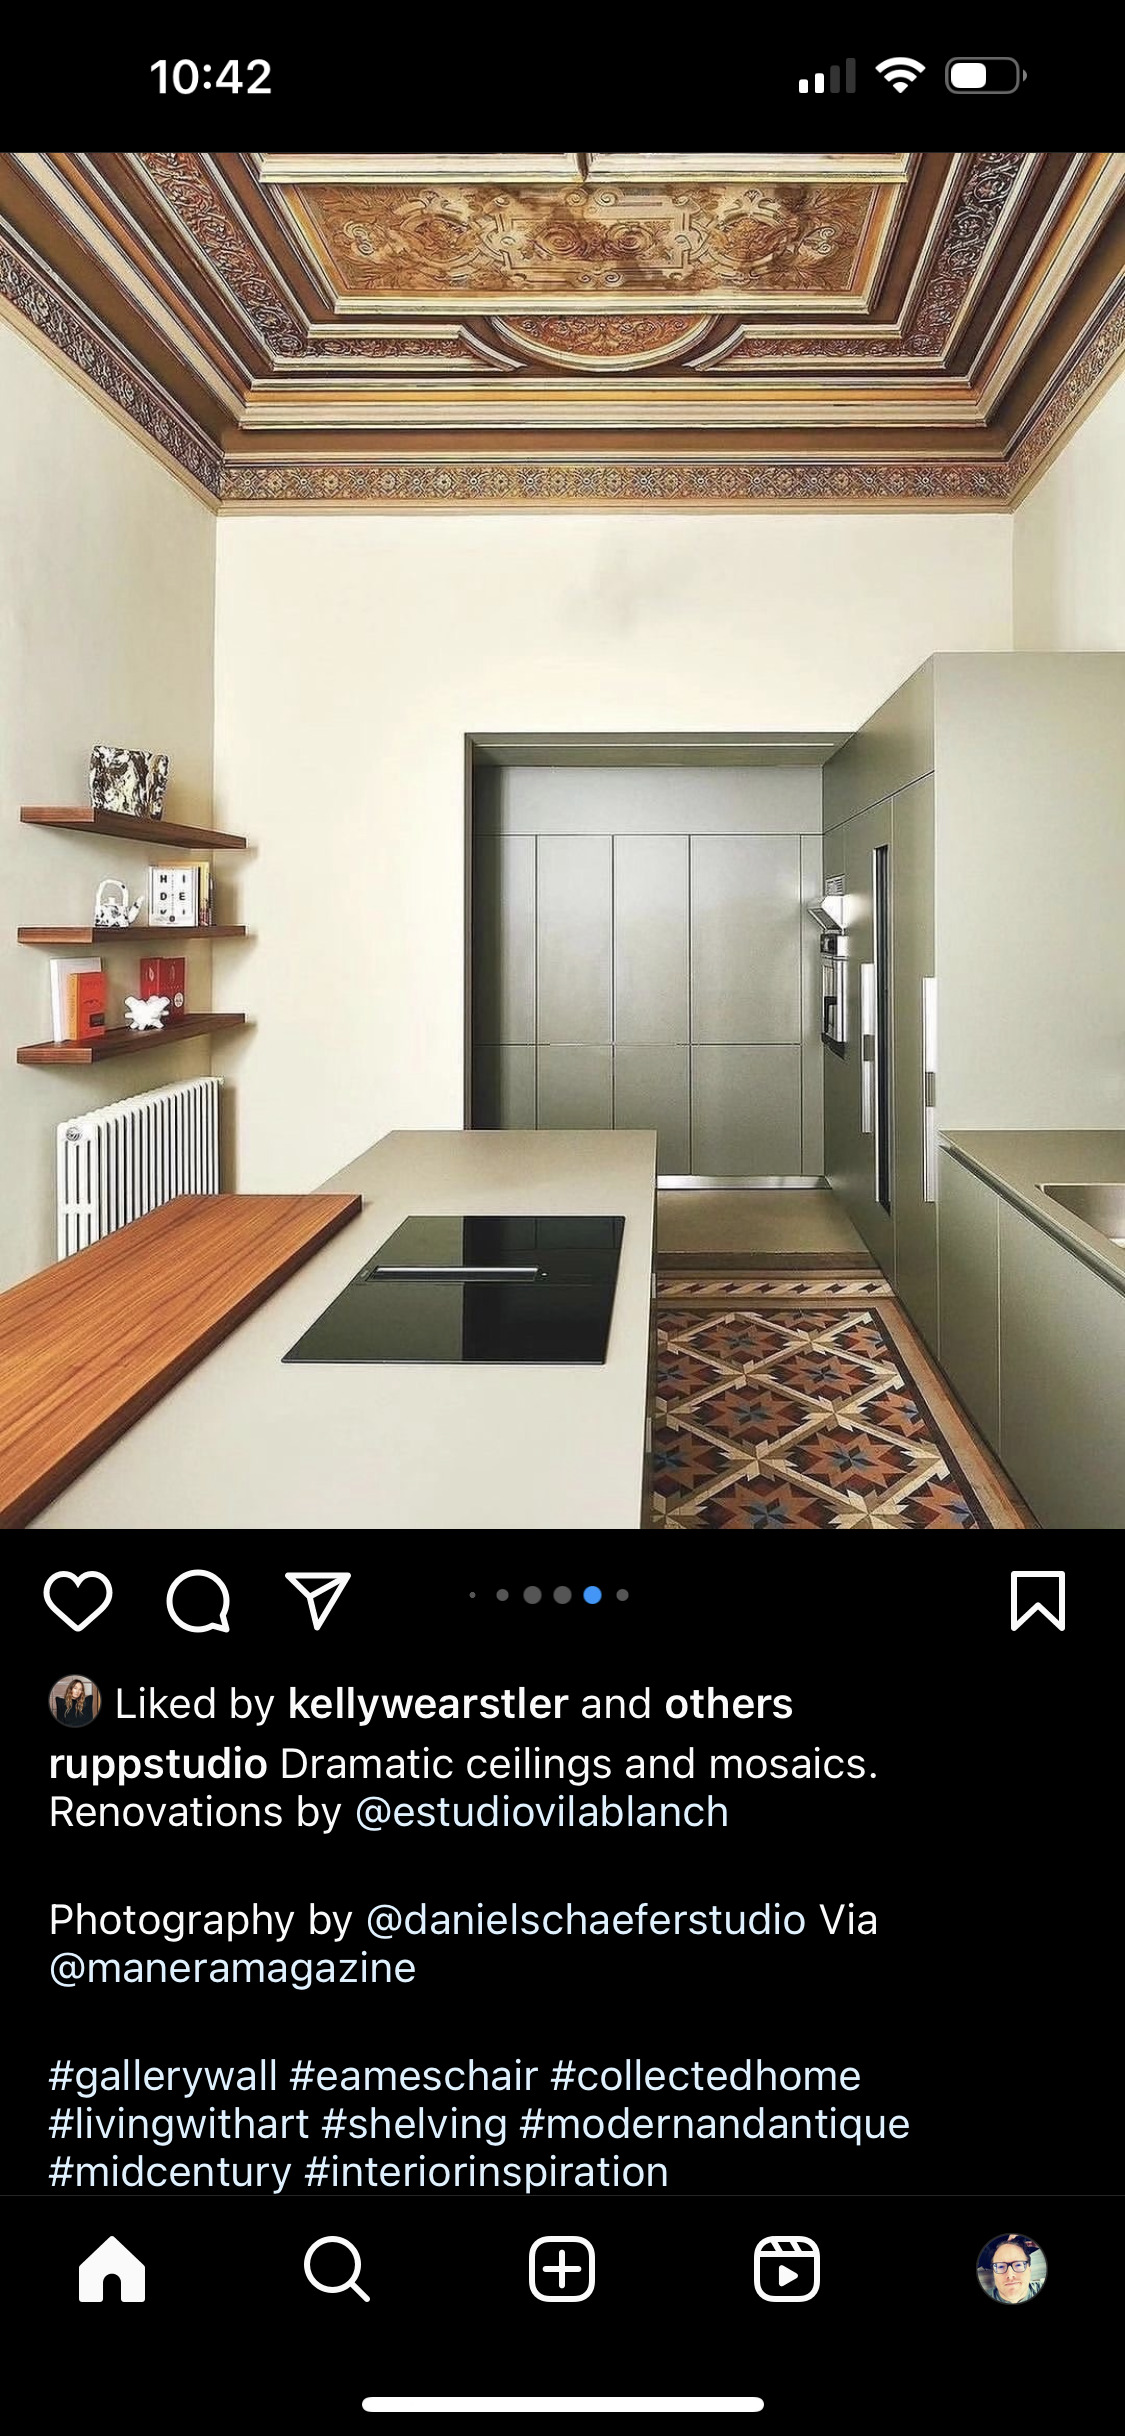 10:42
H I
D E
Liked by kellywearstler and others
ruppstudio Dramatic ceilings and mosaics.
Renovations by @estudiovilablanch
Photography by @danielschaeferstudio Via
@maneramagazine
#gallerywall #eameschair #collectedhome
#livingwithart #shelving #modernandantique
#midcentury #interiorinspiration